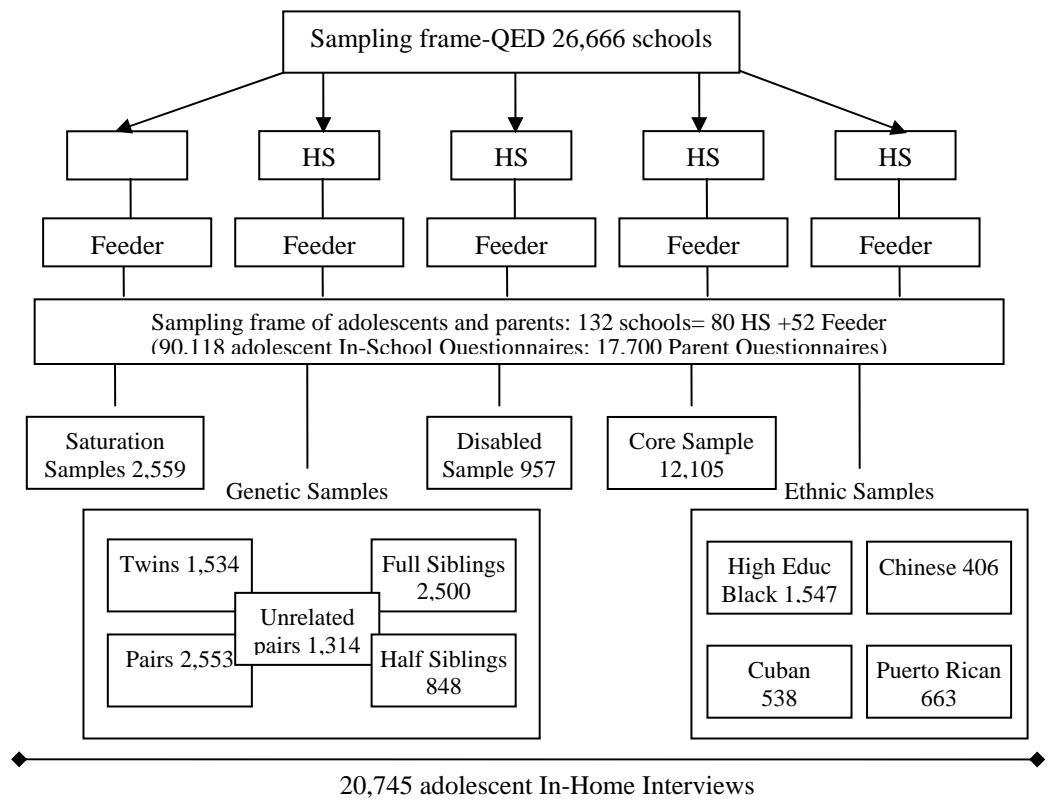 Sampling frame-QED 26,666 schools
HS
HS
HS
HS
Feeder
Feeder
Feeder
Feeder
Feeder
Sampling frame of adolescents and parents: 132 schools= 80 HS +52 Feeder
(90,118 adolescent In-School Questionnaires; 17,700 Parent Questionnaires)
Saturation
Samples 2,559
Disabled
Sample 957
Core Sample
12,105
Genetic Samples
Ethnic Samples
Twins 1,534
Full Siblings
2,500
Unrelated
pairs 1,314
Pairs 2,553
Half Siblings
848
High Educ
Black 1,547
Chinese 406
Cuban
538
Puerto Rican
663
20,745 adolescent In-Home Interviews